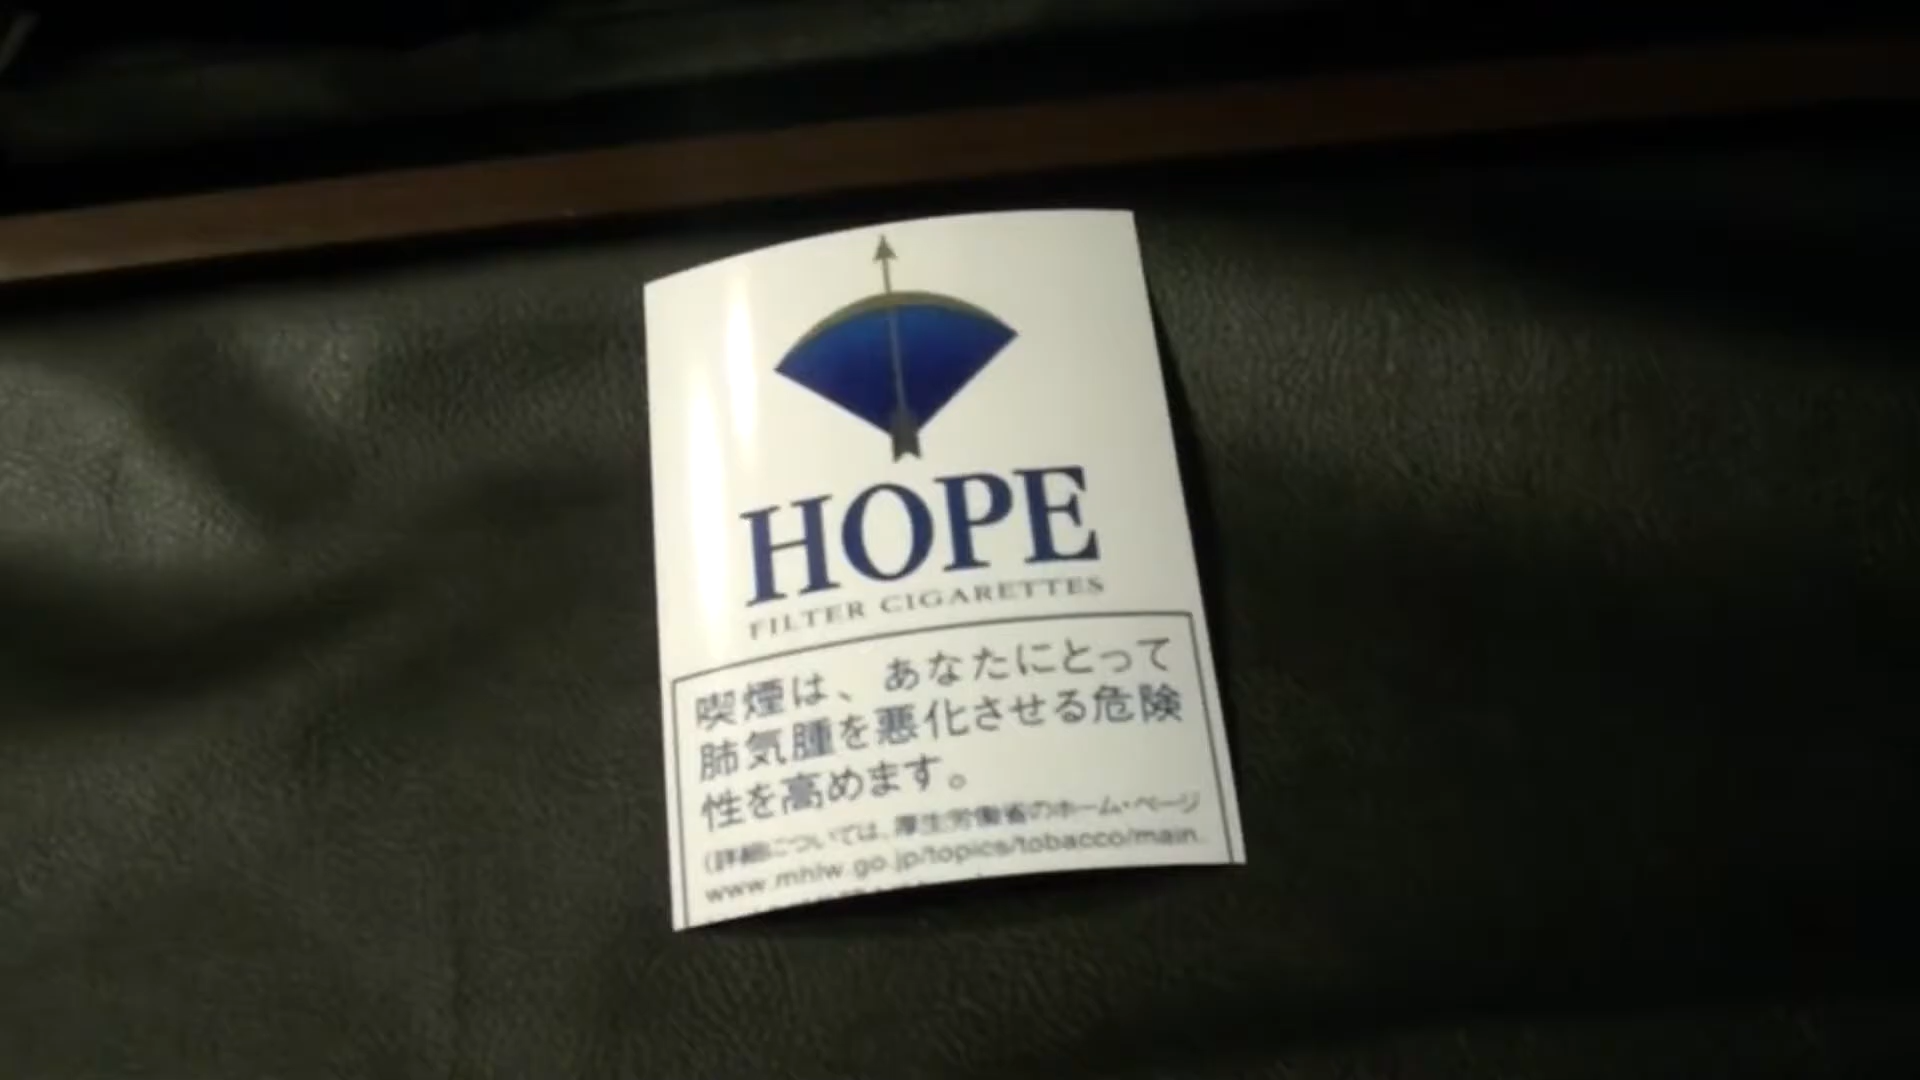 HOPE
FILTER CIGARETTES
喫煙は、あなたにとって
肺気腫を悪化させる危険
性を高めます。
(詳細については、厚生労働省のホーム・ページ
www.mhlw.go.jp/topics/tobacco/main.